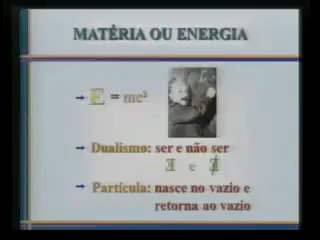 MATÉRIA OU ENERGIA
E = mc²
Dualismo: ser e não ser
∃ e ∄
Partícula: nasce no vazio e
retorna ao vazio